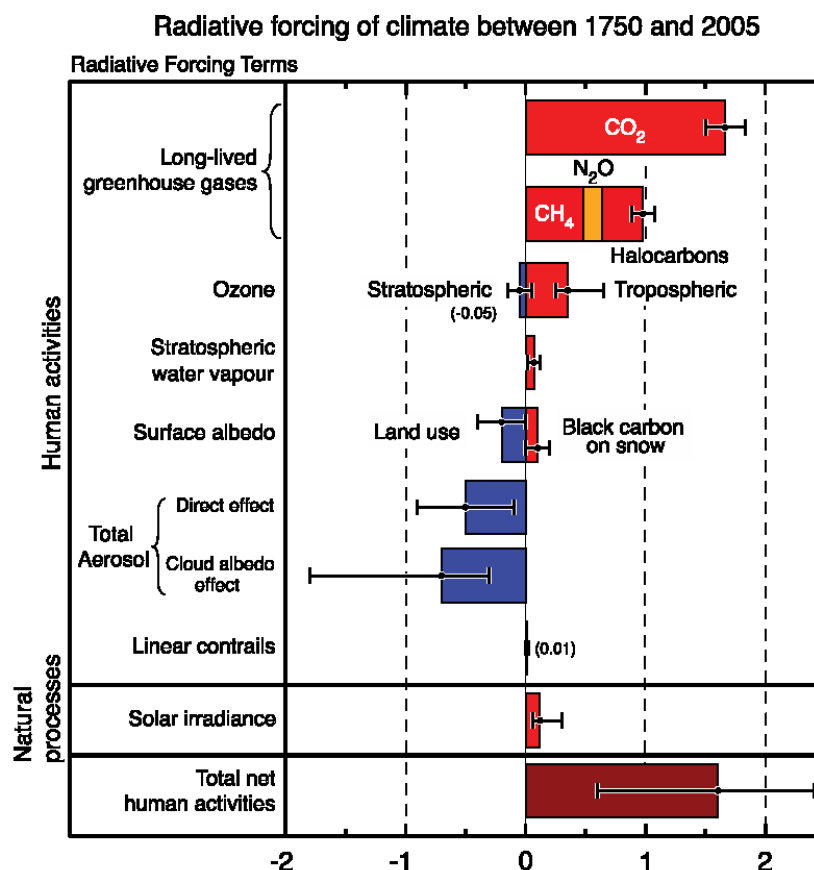 Radiative forcing of climate between 1750 and 2005
Radiative Forcing Terms
Human activities
Long-lived
greenhouse gases
CO₂
N₂O
CH₄
Halocarbons
Ozone
Stratospheric
(-0.05)
Tropospheric
Stratospheric
water vapour
Surface albedo
Land use
Black carbon
on snow
Total
Aerosol
Direct effect
Cloud albedo
effect
Linear contrails
(0.01)
Natural
processes
Solar irradiance
Total net
human activities
-2 -1 0 1 2